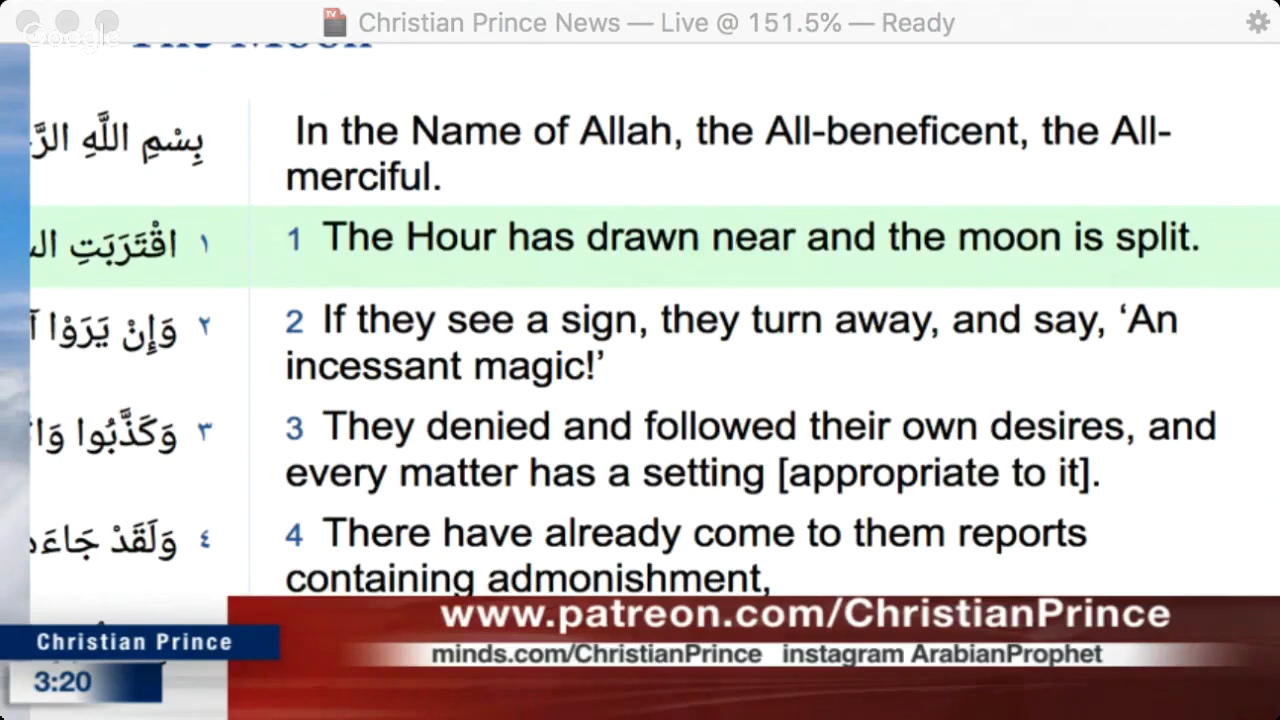 Christian Prince News — Live @ 151.5% — Ready
Google
The Moon
بِسْمِ اللَّهِ
In the Name of Allah, the All-beneficent, the All-
merciful.
١ اقْتَرَبَتِ
1 The Hour has drawn near and the moon is split.
٢ وَإِنْ يَرَوْا
2 If they see a sign, they turn away, and say, ‘An
incessant magic!’
٣ وَكَذَّبُوا
3 They denied and followed their own desires, and
every matter has a setting [appropriate to it].
٤ وَلَقَدْ
4 There have already come to them reports
containing admonishment,
www.patreon.com/ChristianPrince
Christian Prince
minds.com/ChristianPrince instagram ArabianProphet
3:20